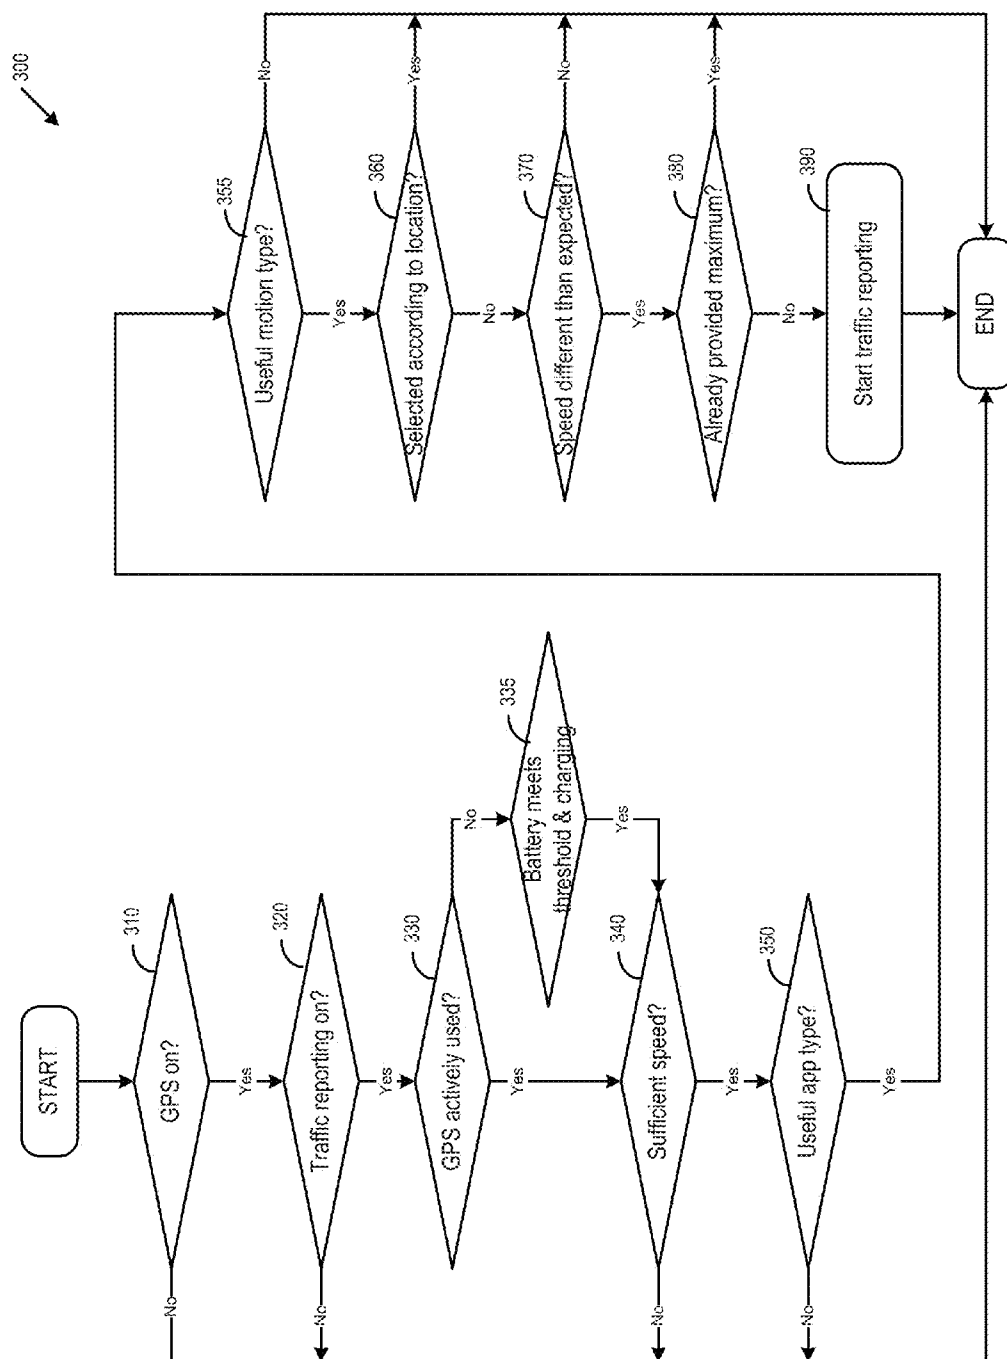 300
START
GPS on?
310
No
Yes
Traffic reporting on?
320
No
Yes
GPS actively used?
330
No
Yes
Battery meets
threshold & charging
335
Yes
Sufficient speed?
340
No
Yes
Useful app type?
350
No
Yes
Useful motion type?
355
No
Yes
Selected according to location?
360
Yes
No
Speed different than expected?
370
No
Yes
Already provided maximum?
380
Yes
No
Start traffic reporting
390
END